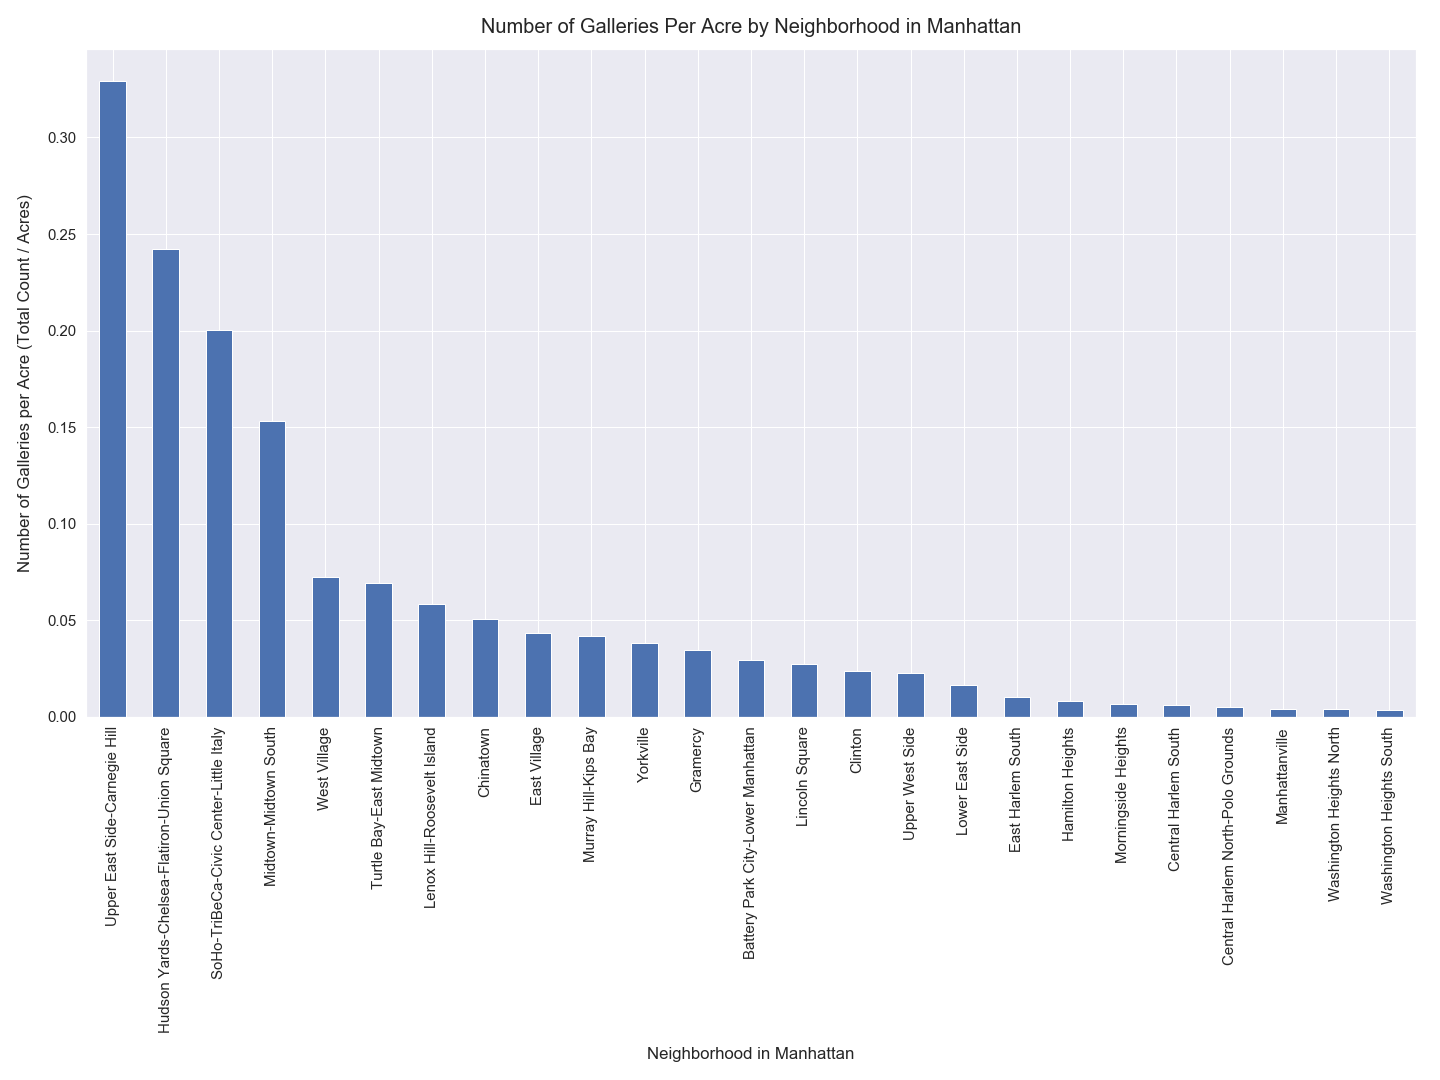 Number of Galleries Per Acre by Neighborhood in Manhattan
Number of Galleries per Acre (Total Count / Acres)
0.30
0.25
0.20
0.15
0.10
0.05
0.00
Upper East Side-Carnegie Hill
Hudson Yards-Chelsea-Flatiron-Union Square
SoHo-TriBeCa-Civic Center-Little Italy
Midtown-Midtown South
West Village
Turtle Bay-East Midtown
Lenox Hill-Roosevelt Island
Chinatown
East Village
Murray Hill-Kips Bay
Yorkville
Gramercy
Battery Park City-Lower Manhattan
Lincoln Square
Clinton
Upper West Side
Lower East Side
East Harlem South
Hamilton Heights
Morningside Heights
Central Harlem South
Central Harlem North-Polo Grounds
Manhattanville
Washington Heights North
Washington Heights South
Neighborhood in Manhattan